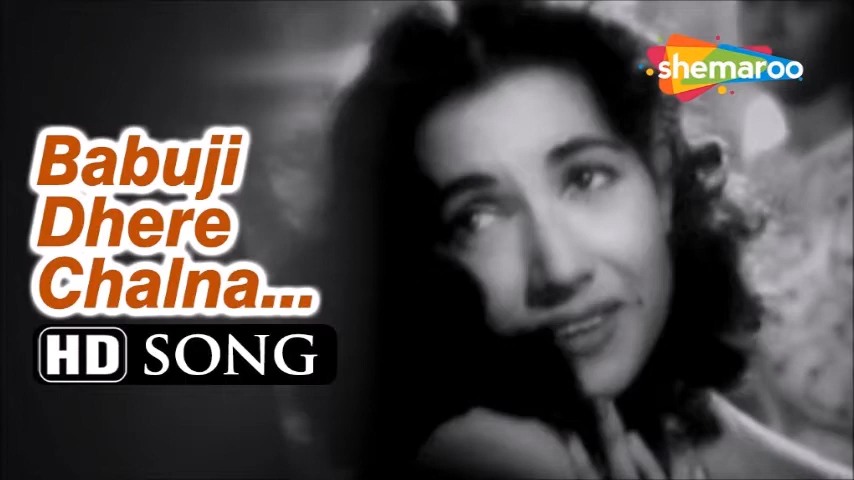 shemaroo
Babuji
Dhere
Chalna...
HD SONG